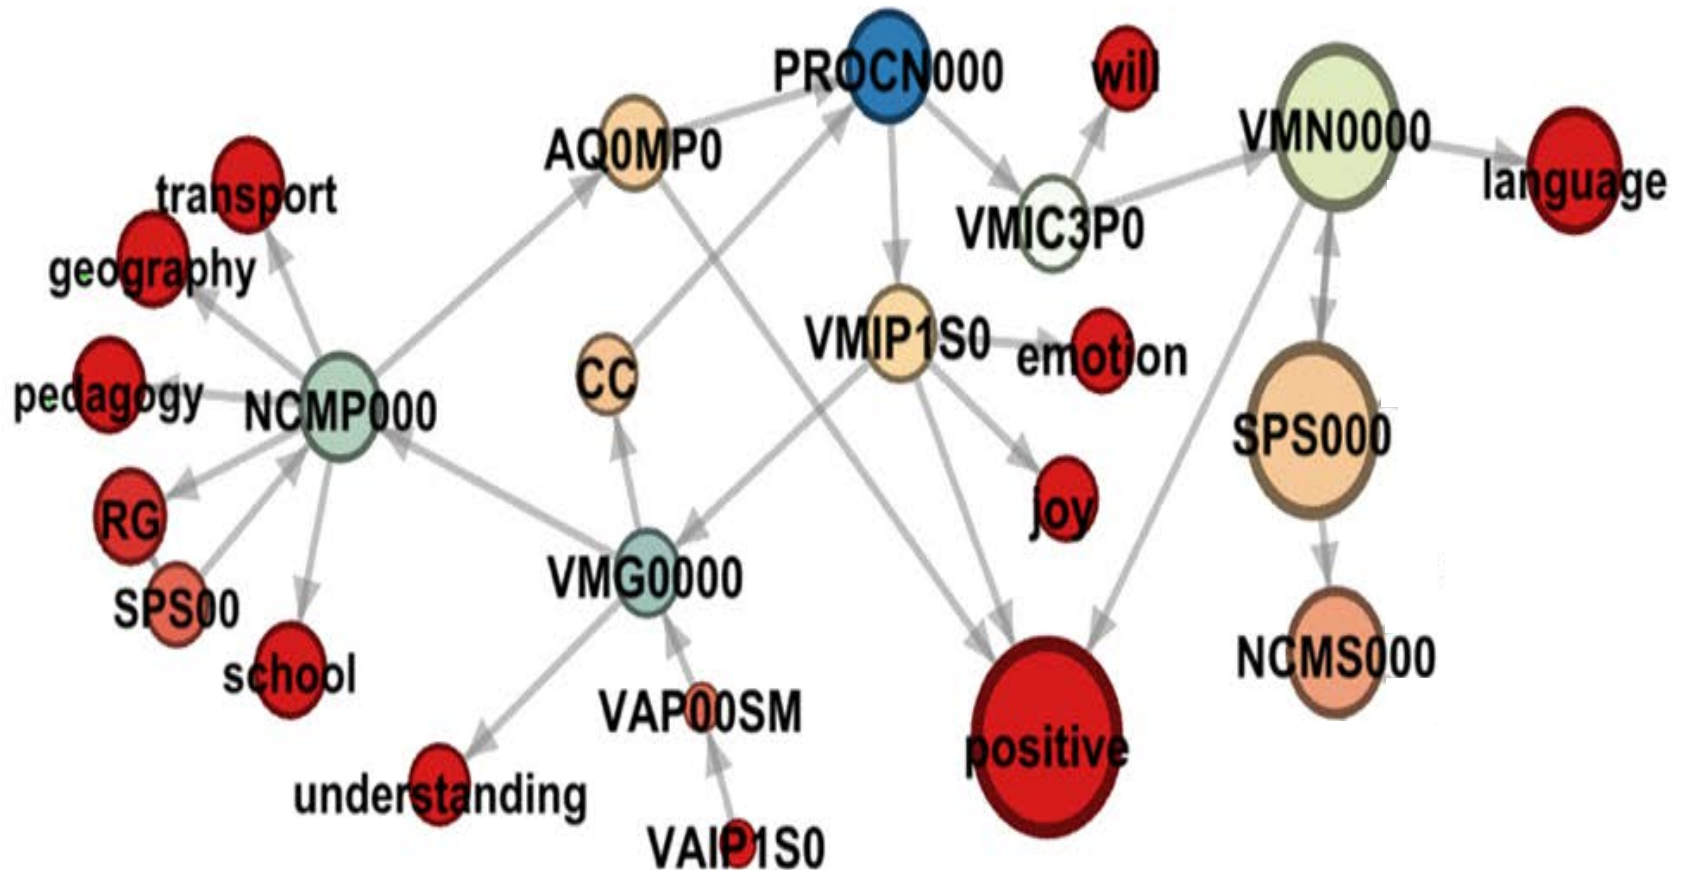 PROCN000
will
VMN0000
AQ0MP0
language
transport
VMIC3P0
geography
VMIP1S0
emotion
CC
pedagogy
NCMP000
SPS000
RG
joy
VMG0000
SPS00
school
NCMS000
VAP00SM
positive
understanding
VAIP1S0